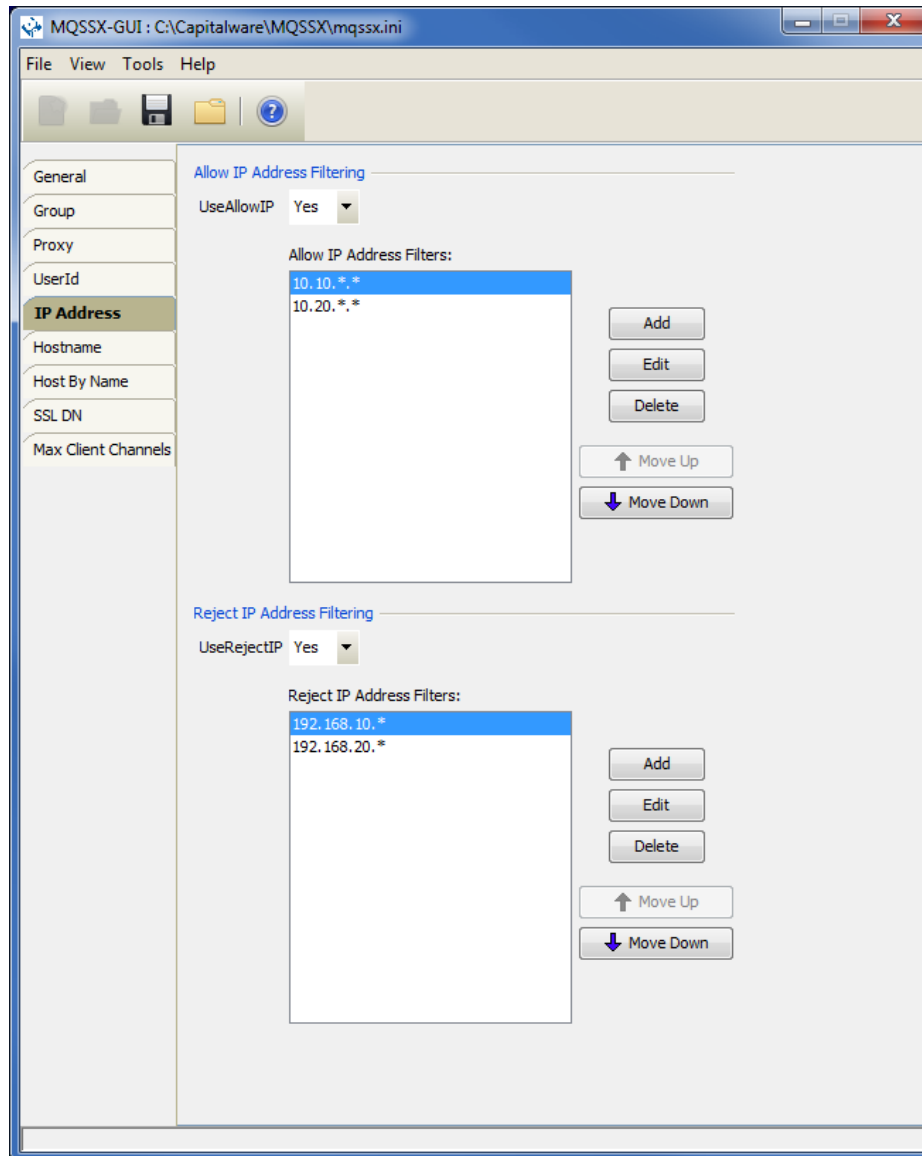 MQSSX-GUI : C:\Capitalware\MQSSX\mqssx.ini
File View Tools Help
?
General
Group
Proxy
UserId
IP Address
Hostname
Host By Name
SSL DN
Max Client Channels
Allow IP Address Filtering
UseAllowIP Yes
Allow IP Address Filters:
10.10.*.*
10.20.*.*
Add
Edit
Delete
Move Up
Move Down
Reject IP Address Filtering
UseRejectIP Yes
Reject IP Address Filters:
192.168.10.*
192.168.20.*
Add
Edit
Delete
Move Up
Move Down